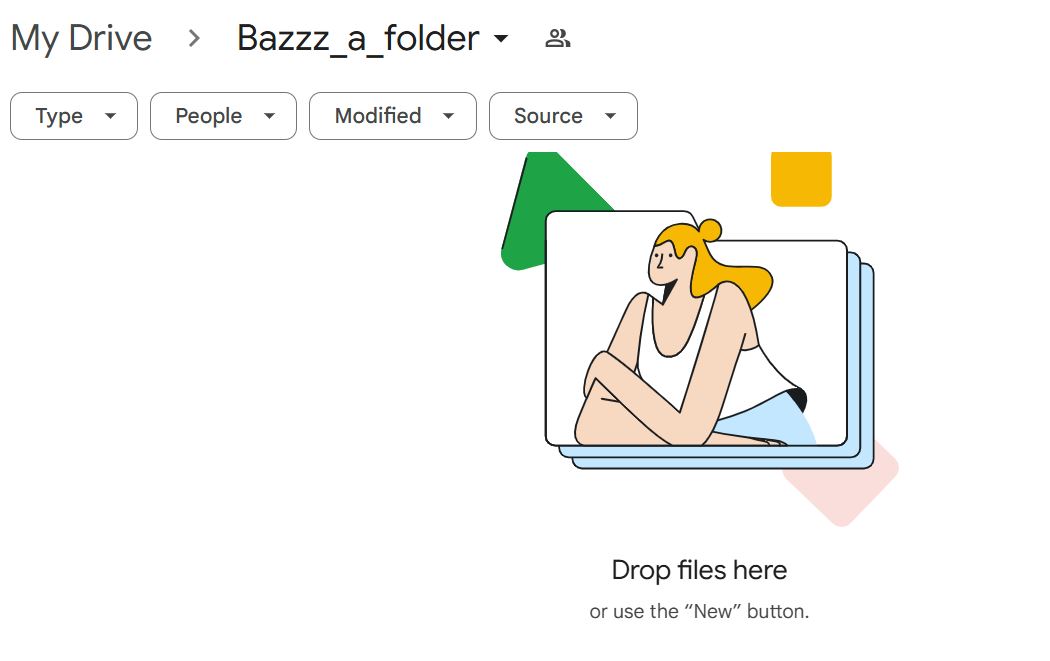 My Drive > Bazzz_a_folder
Type People Modified Source
Drop files here
or use the “New” button.